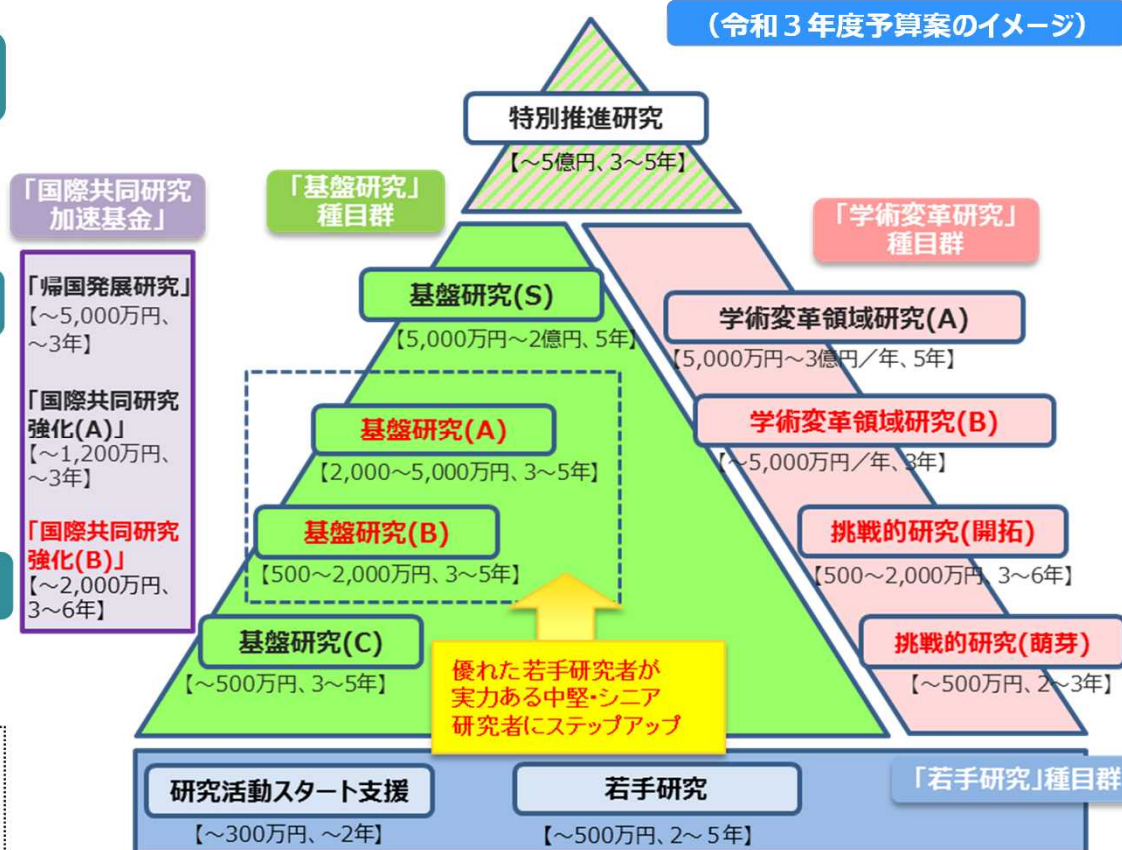 （令和３年度予算案のイメージ）
特別推進研究
【～5億円、3～5年】
「国際共同研究
加速基金」
「基盤研究」
種目群
「学術変革研究」
種目群
「帰国発展研究」
【～5,000万円、
～3年】
「国際共同研究
強化(A)」
【～1,200万円、
～3年】
「国際共同研究
強化(B)」
【～2,000万円、
3～6年】
基盤研究(S)
【5,000万円～2億円、5年】
基盤研究(A)
【2,000～5,000万円、3～5年】
基盤研究(B)
【500～2,000万円、3～5年】
基盤研究(C)
【～500万円、3～5年】
学術変革領域研究(A)
【5,000万円～3億円／年、5年】
学術変革領域研究(B)
【～5,000万円／年、3年】
挑戦的研究(開拓)
【500～2,000万円、3～6年】
挑戦的研究(萌芽)
【～500万円、2～3年】
優れた若手研究者が
実力ある中堅・シニア
研究者にステップアップ
「若手研究」種目群
研究活動スタート支援
【～300万円、～2年】
若手研究
【～500万円、2～５年】